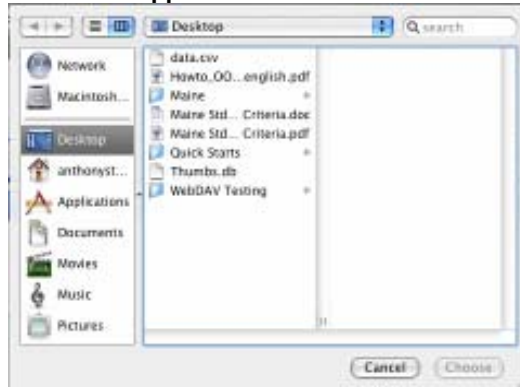 Desktop
search
Network
Macintosh...
Desktop
anthonyst...
Applications
Documents
Movies
Music
Pictures
data.csv
Howto_OO...english.pdf
Maine
Maine Std... Criteria.doc
Maine Std... Criteria.pdf
Quick Starts
Thumbs.db
WebDAV Testing
Cancel
Choose